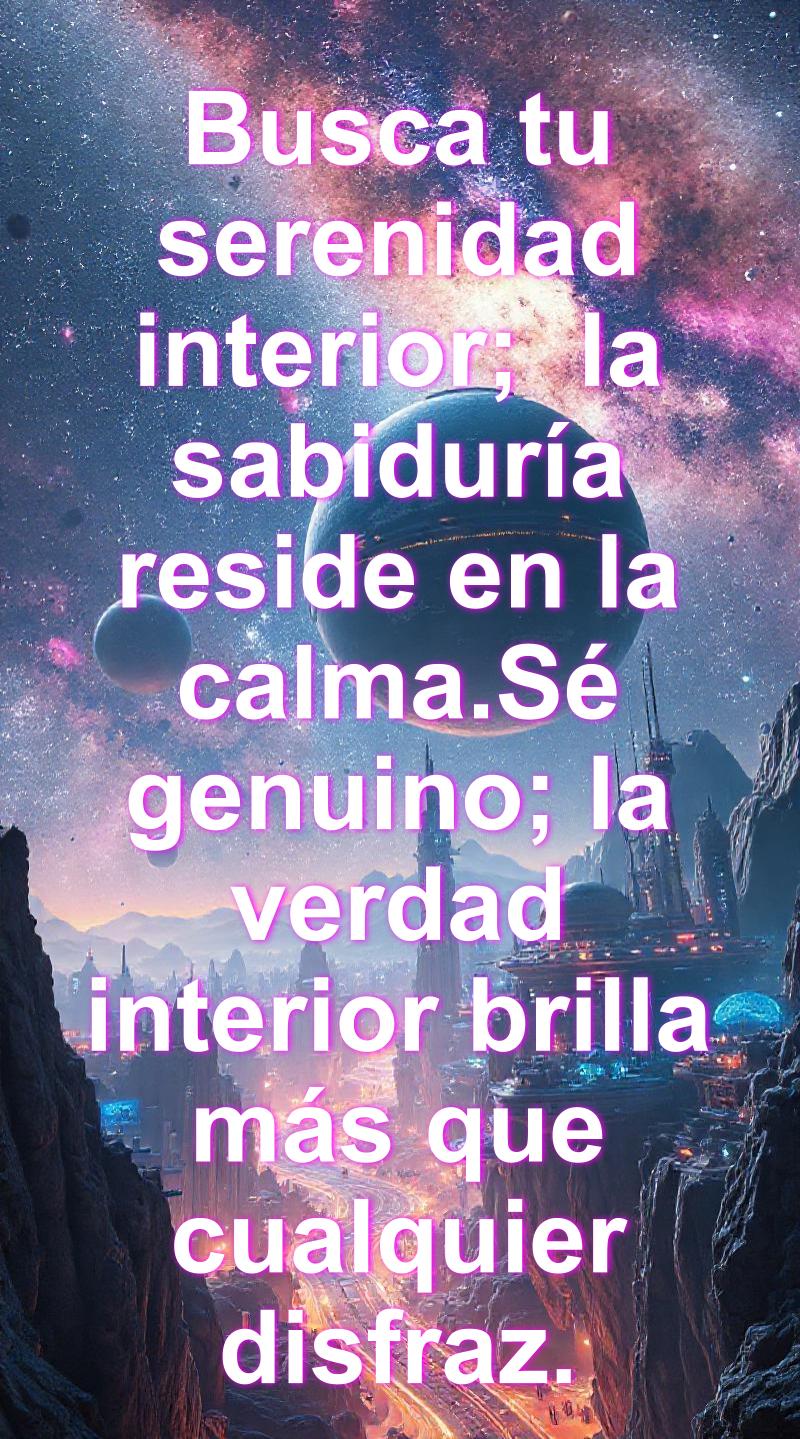 Busca tu
serenidad
interior;  la
sabiduría
reside en la
calma.Sé
genuino; la
verdad
interior brilla
más que
cualquier
disfraz.